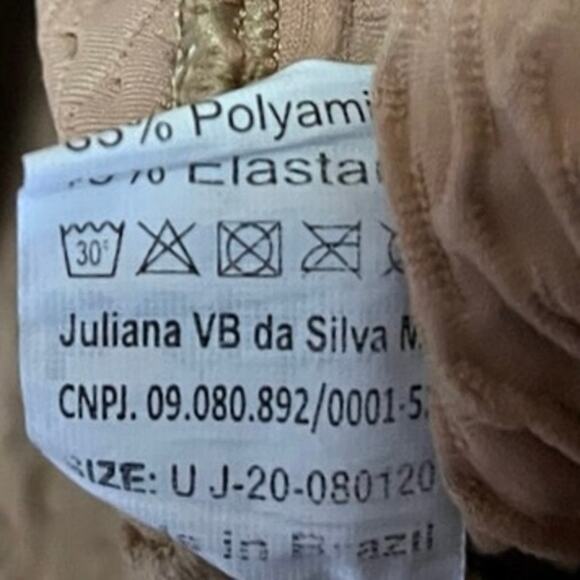 % Polyami
% Elasta
30°
Juliana VB da Silva M
CNPJ. 09.080.892/0001-5
SIZE: U J-20-080120
in Brazil